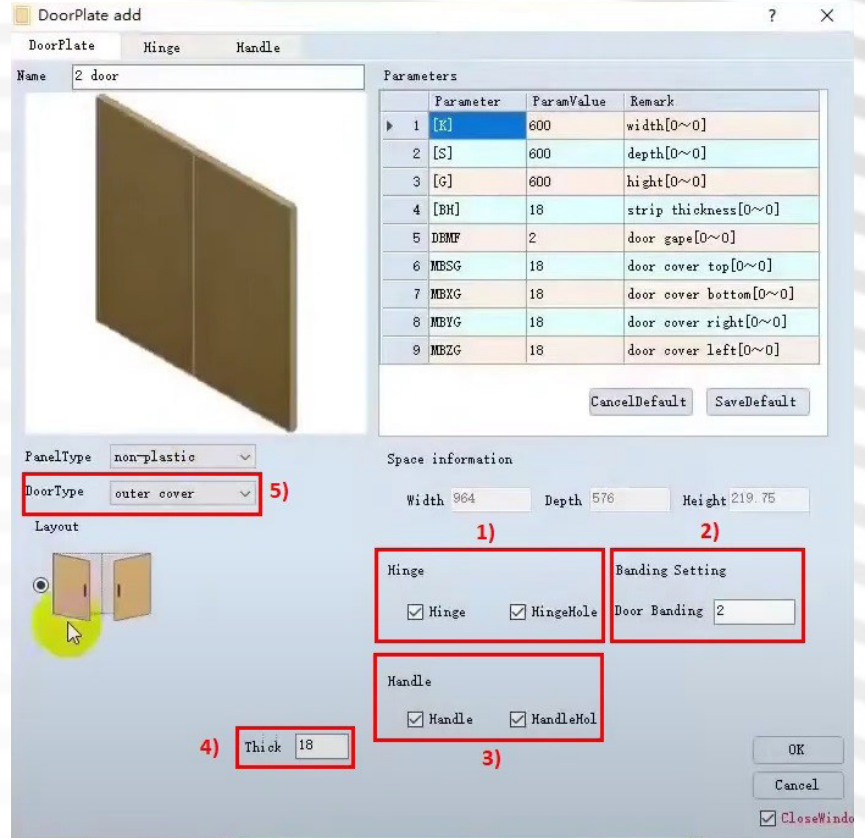 DoorPlate add ? ×
DoorPlate Hinge Handle
Name 2 door
Parameters
Parameter ParamValue Remark
1 [K] 600 width[0~0]
2 [S] 600 depth[0~0]
3 [G] 600 hight[0~0]
4 [BH] 18 strip thickness[0~0]
5 DBMF 2 door gape[0~0]
6 MBSG 18 door cover top[0~0]
7 MBXG 18 door cover bottom[0~0]
8 MBYG 18 door cover right[0~0]
9 MBZG 18 door cover left[0~0]
CancelDefault SaveDefault
PanelType non-plastic
DoorType outer cover 5)
Layout
Space information
Width 964 Depth 576 Height 219.75
1) 2)
Hinge
Hinge HingeHole
Banding Setting
Door Banding 2
Handle
Handle HandleHol
3)
4) Thick 18
OK
Cancel
CloseWindo